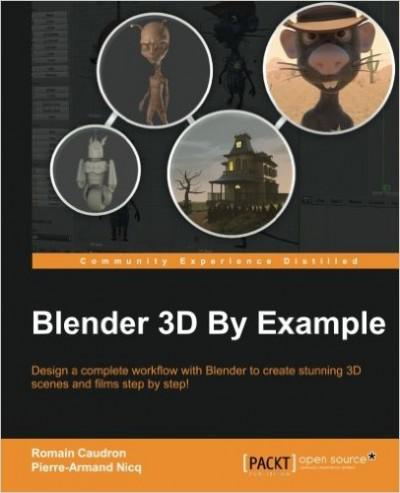 Community Experience Distilled
Blender 3D By Example
Design a complete workflow with Blender to create stunning 3D
scenes and films step by step!
Romain Caudron
Pierre-Armand Nicq
[PACKT] open source*
PUBLISHING